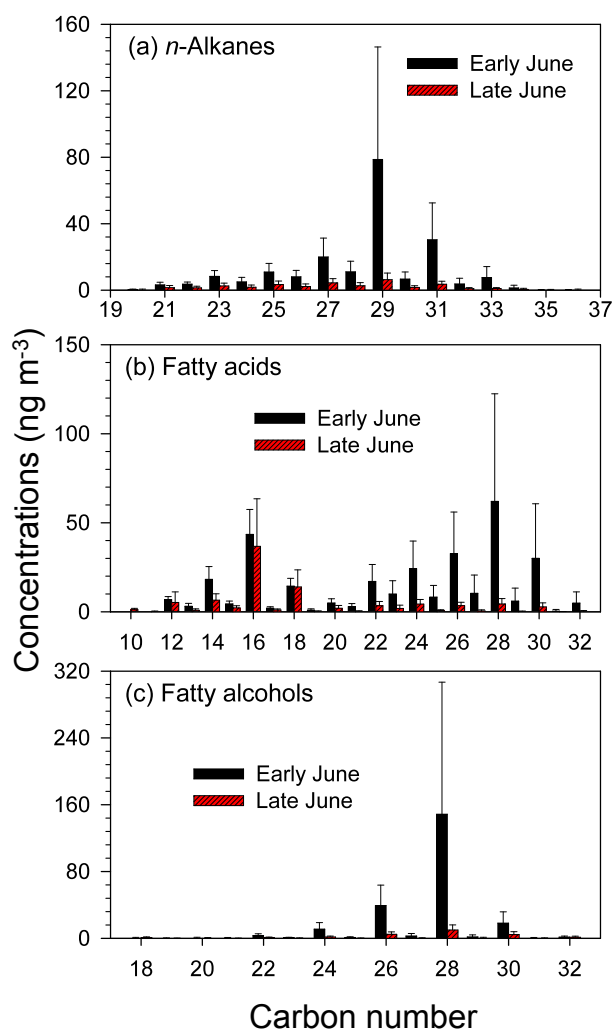 Concentrations (ng m-3)
160
120
80
40
0
(a) n-Alkanes
Early June
Late June
19 21 23 25 27 29 31 33 35 37
150
100
50
0
(b) Fatty acids
Early June
Late June
10 12 14 16 18 20 22 24 26 28 30 32
320
240
160
80
0
(c) Fatty alcohols
Early June
Late June
18 20 22 24 26 28 30 32
Carbon number